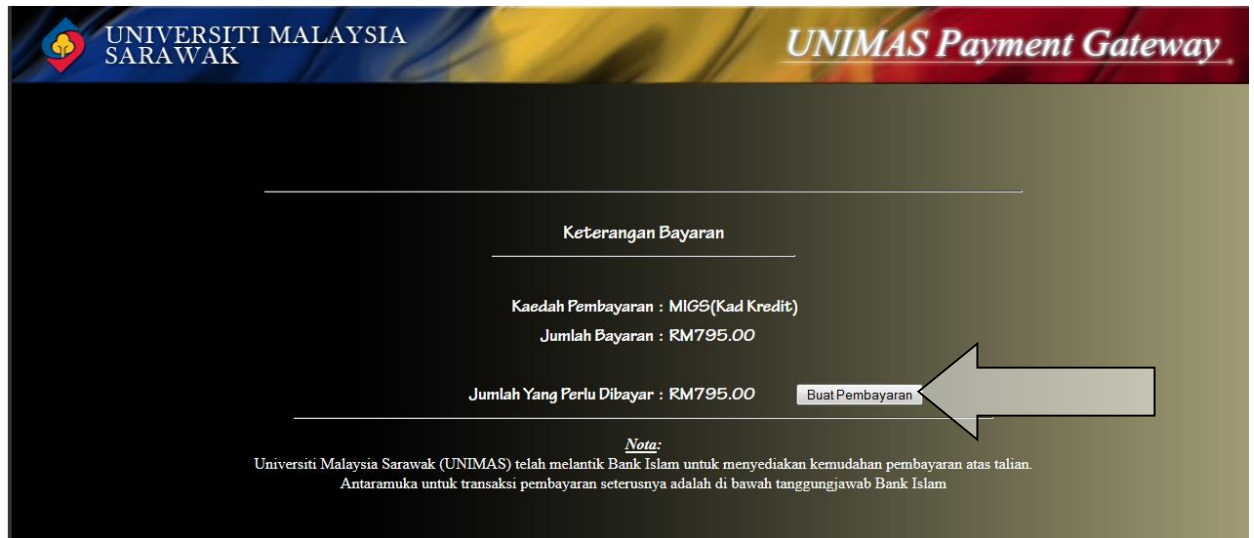 UNIVERSITI MALAYSIA
SARAWAK
UNIMAS Payment Gateway
Keterangan Bayaran
Kaedah Pembayaran : MIGS(Kad Kredit)
Jumlah Bayaran : RM795.00
Jumlah Yang Perlu Dibayar : RM795.00 Buat Pembayaran
Nota:
Universiti Malaysia Sarawak (UNIMAS) telah melantik Bank Islam untuk menyediakan kemudahan pembayaran atas talian.
Antaramuka untuk transaksi pembayaran seterusnya adalah di bawah tanggungjawab Bank Islam